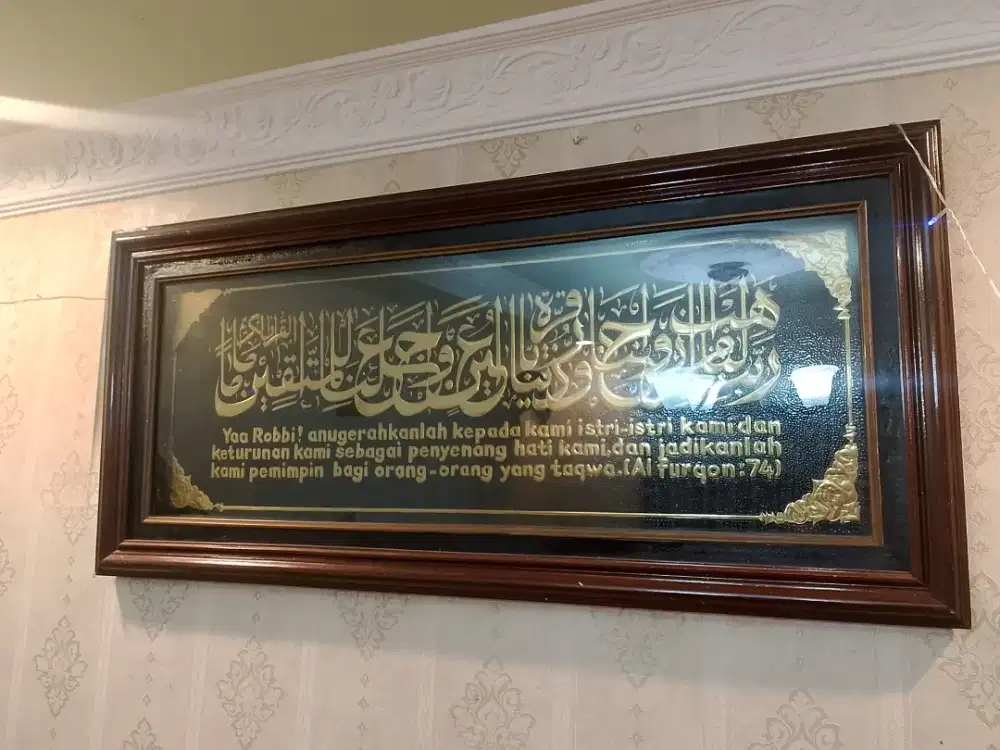 ربنا هب لنا من أزواجنا وذرياتنا قرة أعين واجعلنا للمتقين إماما
القرآن الكريم
Yaa Robbi! anugerahkanlah kepada kami istri-istri kami,dan
keturunan kami sebagai penyenang hati kami,dan jadikanlah
kami pemimpin bagi orang-orang yang taqwa.(Al furqon:74)